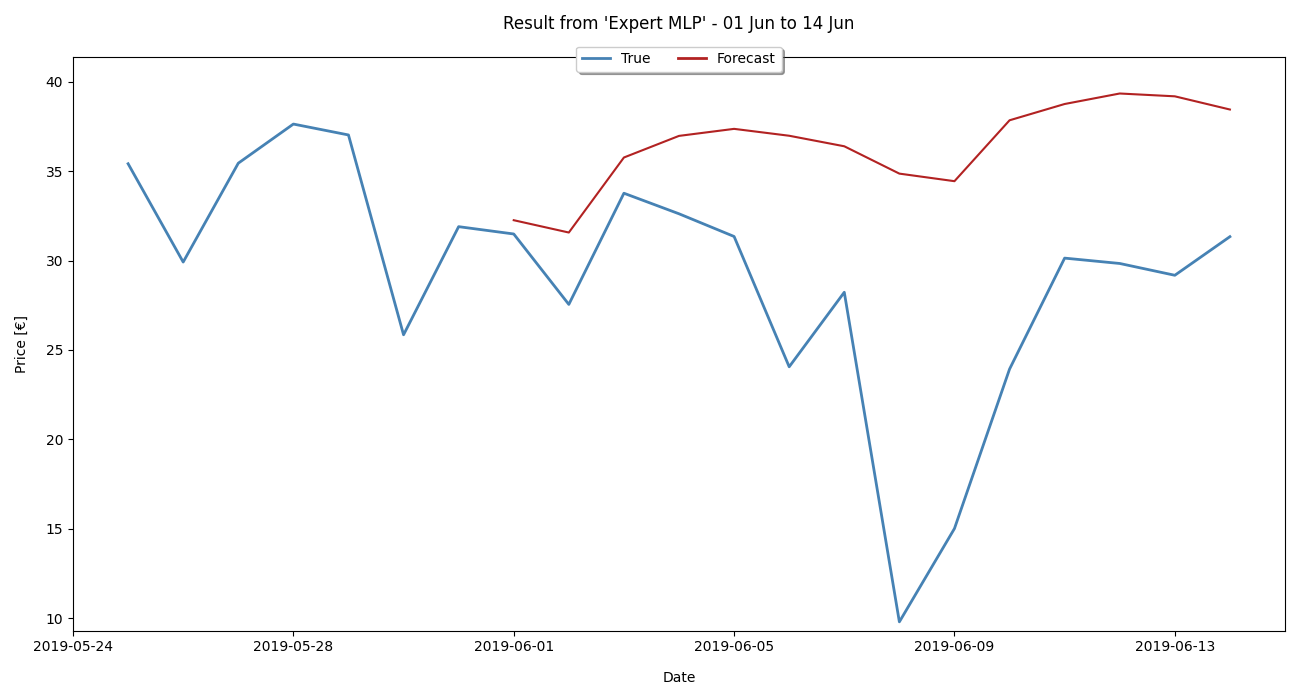 Result from 'Expert MLP' - 01 Jun to 14 Jun
True Forecast
40
35
30
25
20
15
10
Price [€]
2019-05-24 2019-05-28 2019-06-01 2019-06-05 2019-06-09 2019-06-13
Date